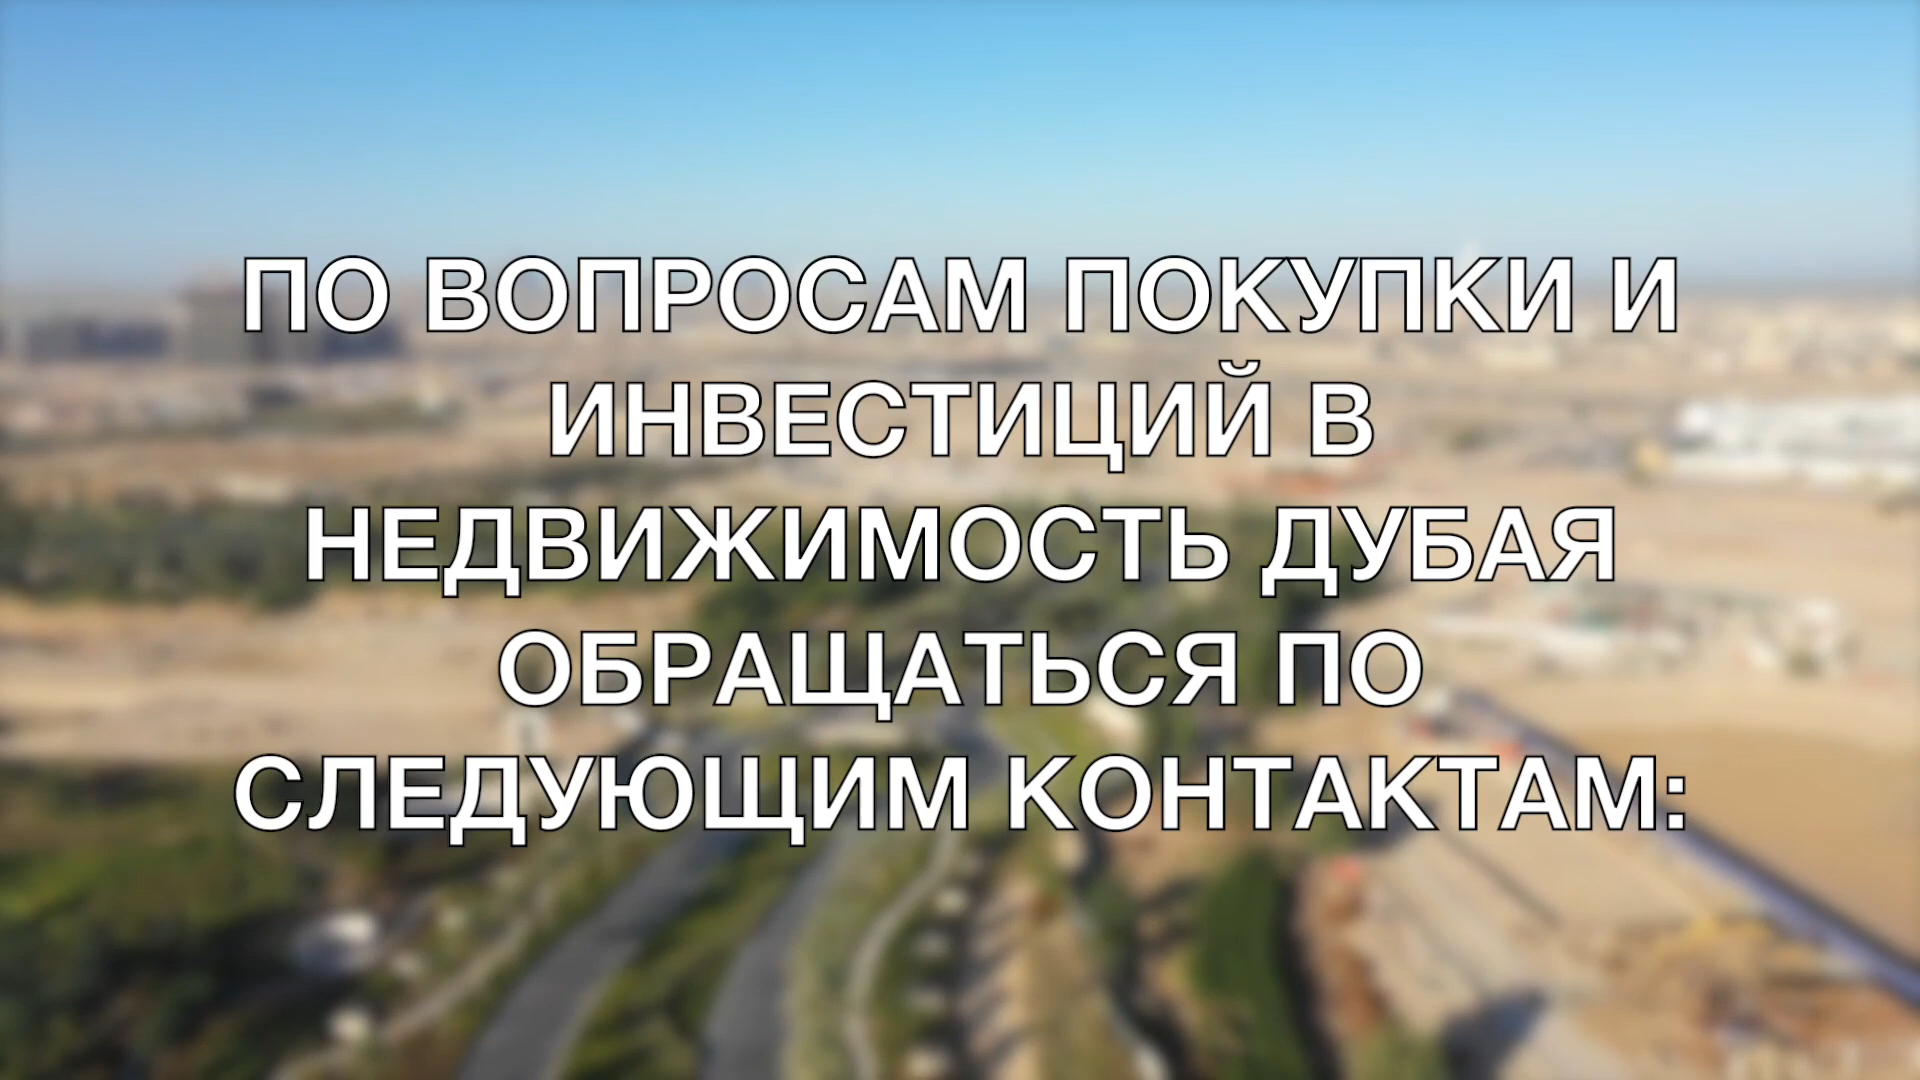 ПО ВОПРОСАМ ПОКУПКИ И
ИНВЕСТИЦИЙ В
НЕДВИЖИМОСТЬ ДУБАЯ
ОБРАЩАТЬСЯ ПО
СЛЕДУЮЩИМ КОНТАКТАМ: